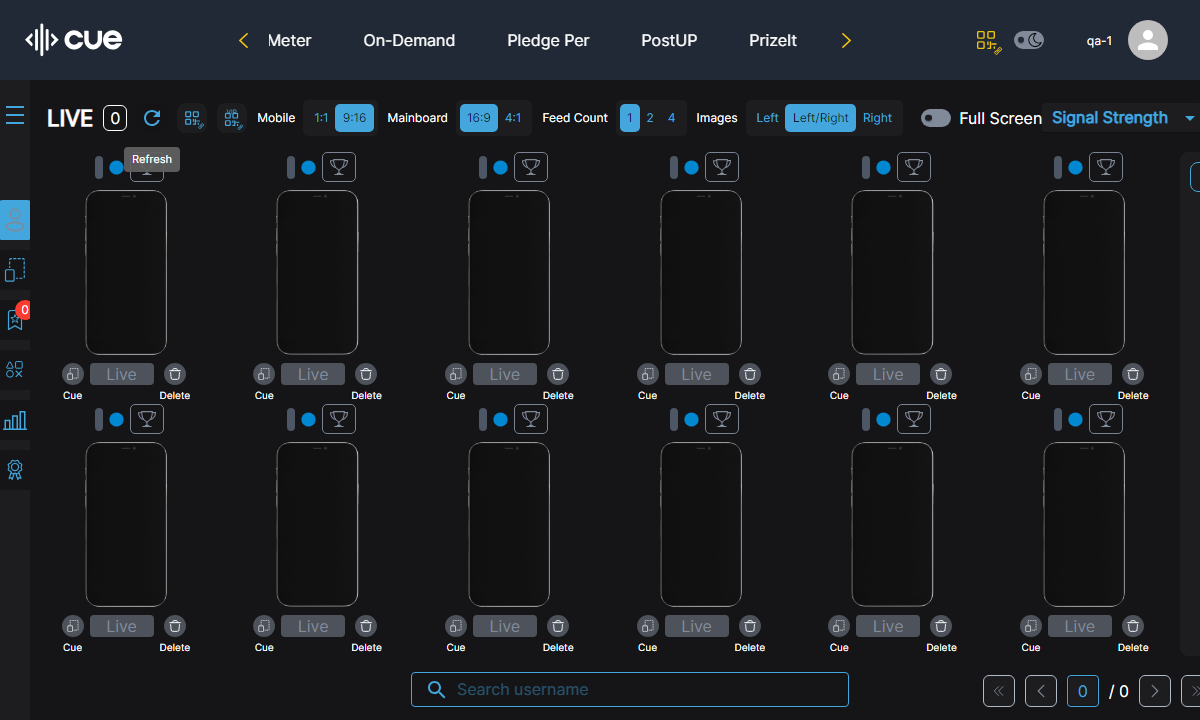 cue
Meter On-Demand Pledge Per PostUP PrizeIt
qa-1
LIVE 0 Mobile 1:1 9:16 Mainboard 16:9 4:1 Feed Count 1 2 4 Images Left Left/Right Right Full Screen Signal Strength
Refresh
0
Live Live Live Live Live Live
Cue Delete Cue Delete Cue Delete Cue Delete Cue Delete Cue Delete
Live Live Live Live Live Live
Cue Delete Cue Delete Cue Delete Cue Delete Cue Delete Cue Delete
Search username
0 / 0